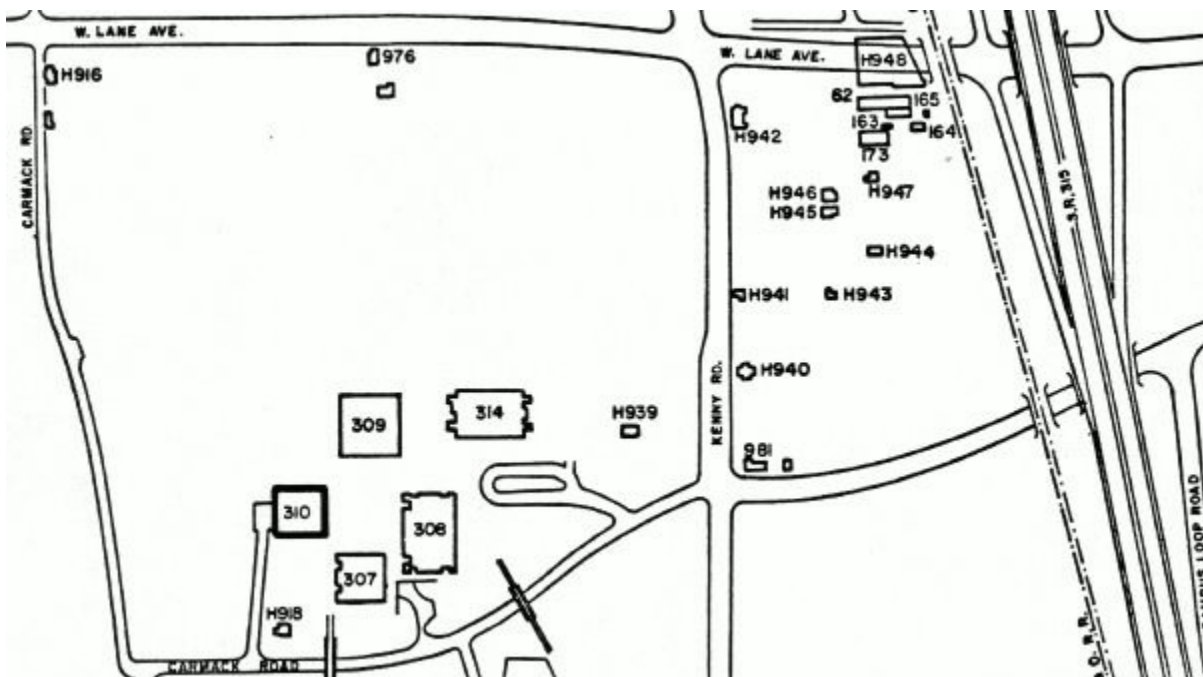 W. LANE AVE.
W. LANE AVE.
H948
976
H916
62
165
163
164
H942
173
CARMACK RD
S.R. 315
H946
H947
H945
H944
H941
H943
H940
KENNY RD.
314
H939
309
981
310
308
LOOP ROAD
307
H918
O. R.R.
CARMACK ROAD